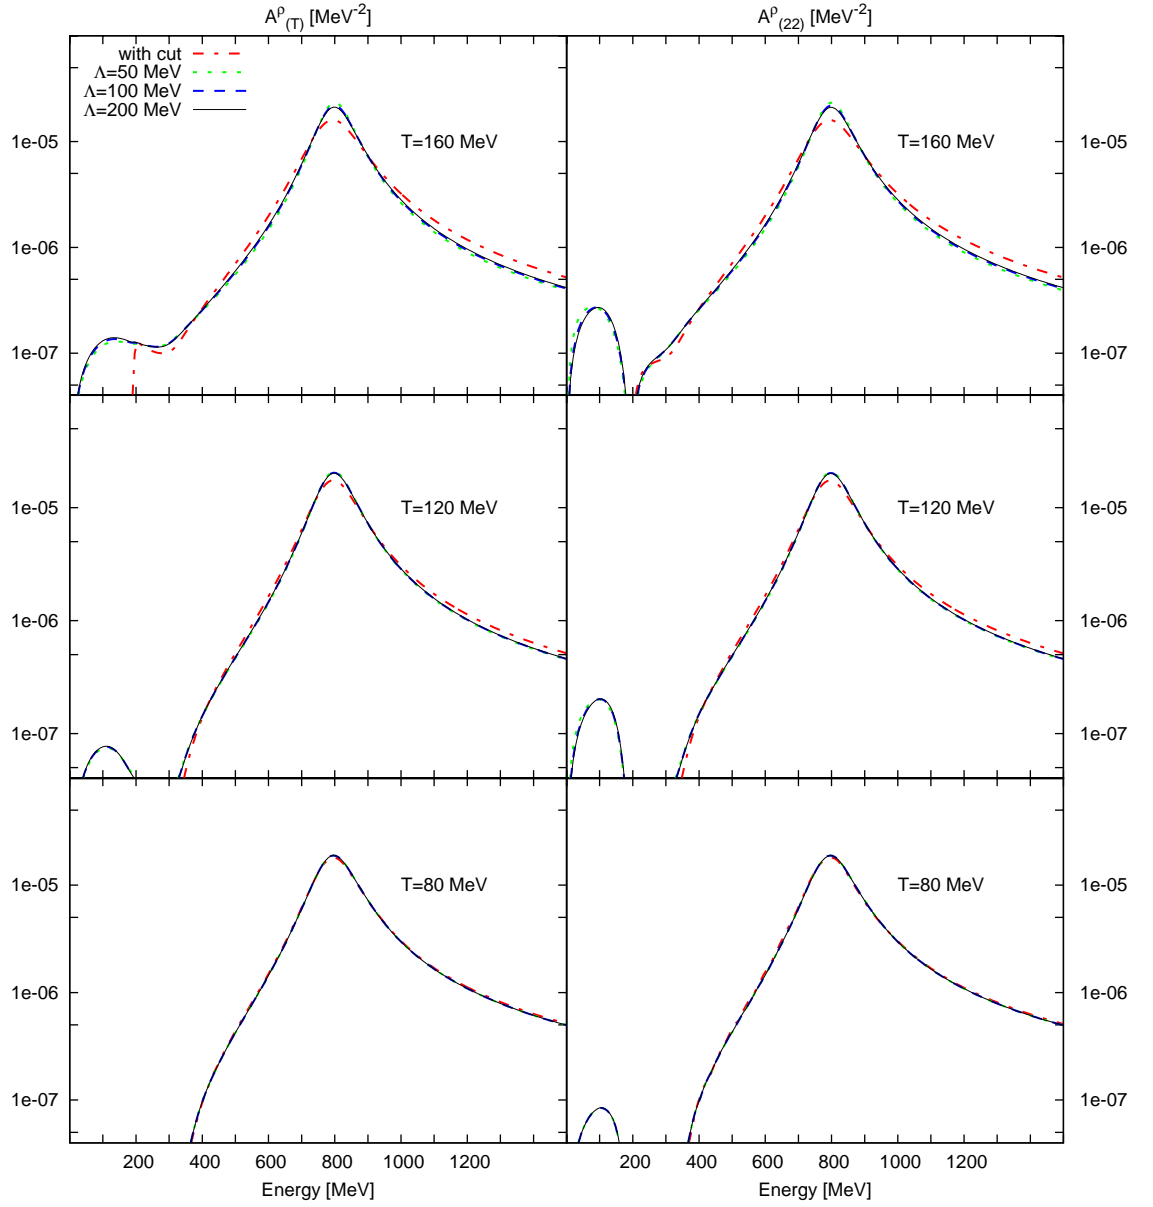 A^ρ_(T) [MeV^-2]
A^ρ_(22) [MeV^-2]
with cut
Λ=50 MeV
Λ=100 MeV
Λ=200 MeV
T=160 MeV
T=160 MeV
1e-05
1e-05
1e-06
1e-06
1e-07
1e-07
T=120 MeV
T=120 MeV
1e-05
1e-05
1e-06
1e-06
1e-07
1e-07
T=80 MeV
T=80 MeV
1e-05
1e-05
1e-06
1e-06
1e-07
1e-07
200 400 600 800 1000 1200
200 400 600 800 1000 1200
Energy [MeV]
Energy [MeV]